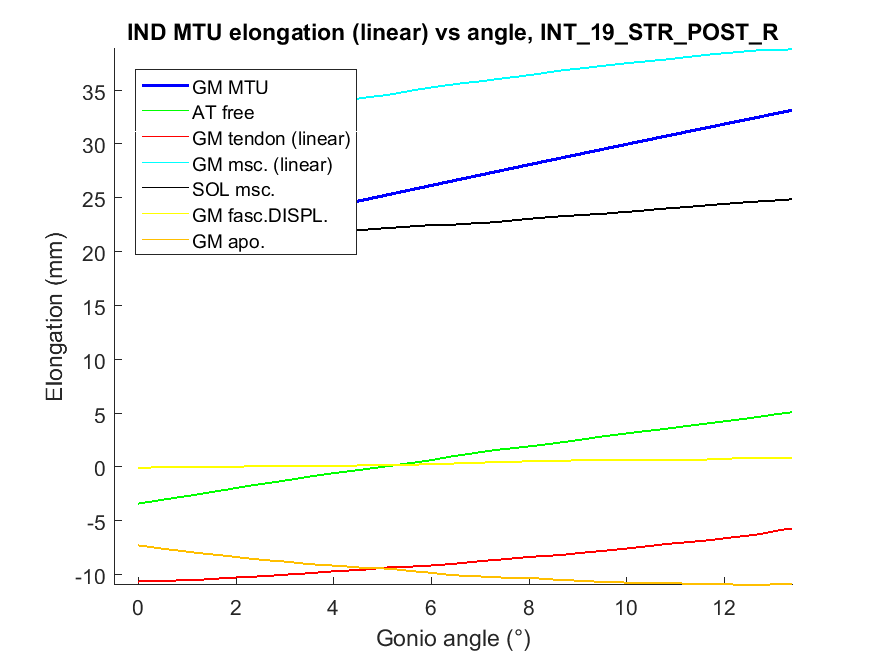 IND MTU elongation (linear) vs angle, INT_19_STR_POST_R
35
30
25
20
15
10
5
0
-5
-10
Elongation (mm)
GM MTU
AT free
GM tendon (linear)
GM msc. (linear)
SOL msc.
GM fasc.DISPL.
GM apo.
0 2 4 6 8 10 12
Gonio angle (°)